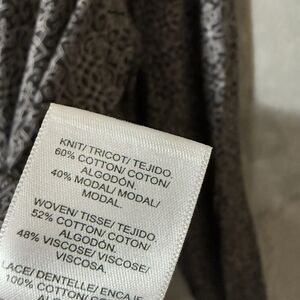 KNIT/ TRICOT/ TEJIDO.
60% COTTON/ COTON/
ALGODÓN.
40% MODAL/ MODAL/
MODAL.
WOVEN/ TISSE/ TEJIDO.
52% COTTON/ COTON/
ALGODÓN.
48% VISCOSE/ VISCOSE/
VISCOSA.
LACE/ DENTELLE/ ENCAJE
100% COTTON/ COTON/